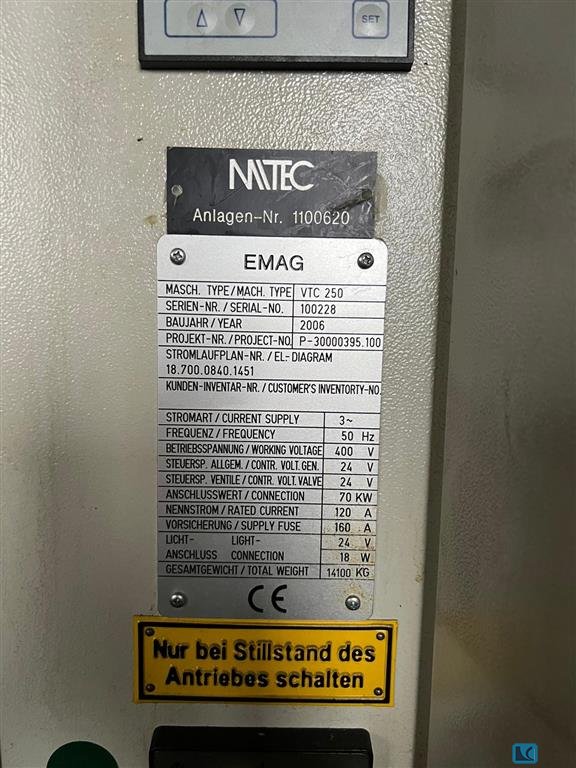 SET
MITEC
Anlagen-Nr. 1100620
EMAG
MASCH. TYPE/MACH. TYPE VTC 250
SERIEN-NR./SERIAL-NO. 100228
BAUJAHR/YEAR 2006
PROJEKT-NR./PROJECT-NO. P-30000395.100
STROMLAUFPLAN-NR./EL.-DIAGRAM
18.700.0840.1451
KUNDEN-INVENTAR-NR./CUSTOMER'S INVENTORTY-NO.
STROMART/CURRENT SUPPLY 3~
FREQUENZ/FREQUENCY 50 Hz
BETRIEBSSPANNUNG/WORKING VOLTAGE 400 V
STEUERSP. ALLGEM./CONTR. VOLT. GEN. 24 V
STEUERSP. VENTILE/CONTR. VOLT. VALVE 24 V
ANSCHLUSSWERT/CONNECTION 70 KW
NENNSTROM/RATED CURRENT 120 A
VORSICHERUNG/SUPPLY FUSE 160 A
LICHT- LIGHT- 24 V
ANSCHLUSS CONNECTION 18 W
GESAMTGEWICHT/TOTAL WEIGHT 14100 KG
CE
Nur bei Stillstand des
Antriebes schalten